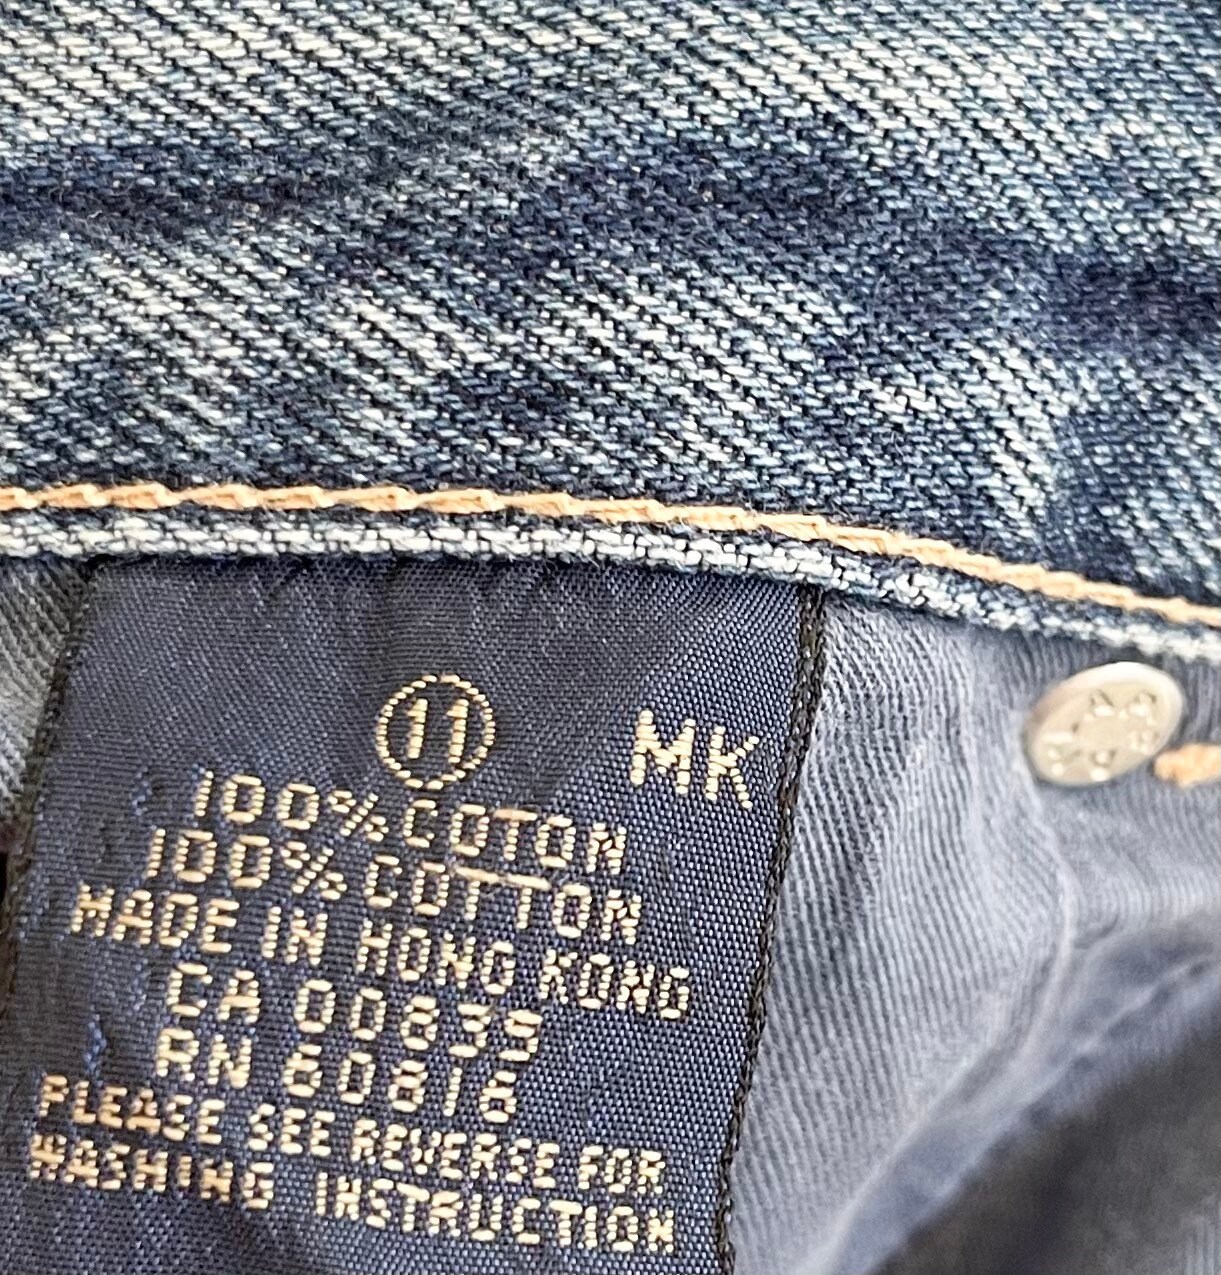 11
MK
100% COTON
100% COTTON
MADE IN HONG KONG
CA 00839
RN 60816
PLEASE SEE REVERSE FOR
WASHING INSTRUCTION